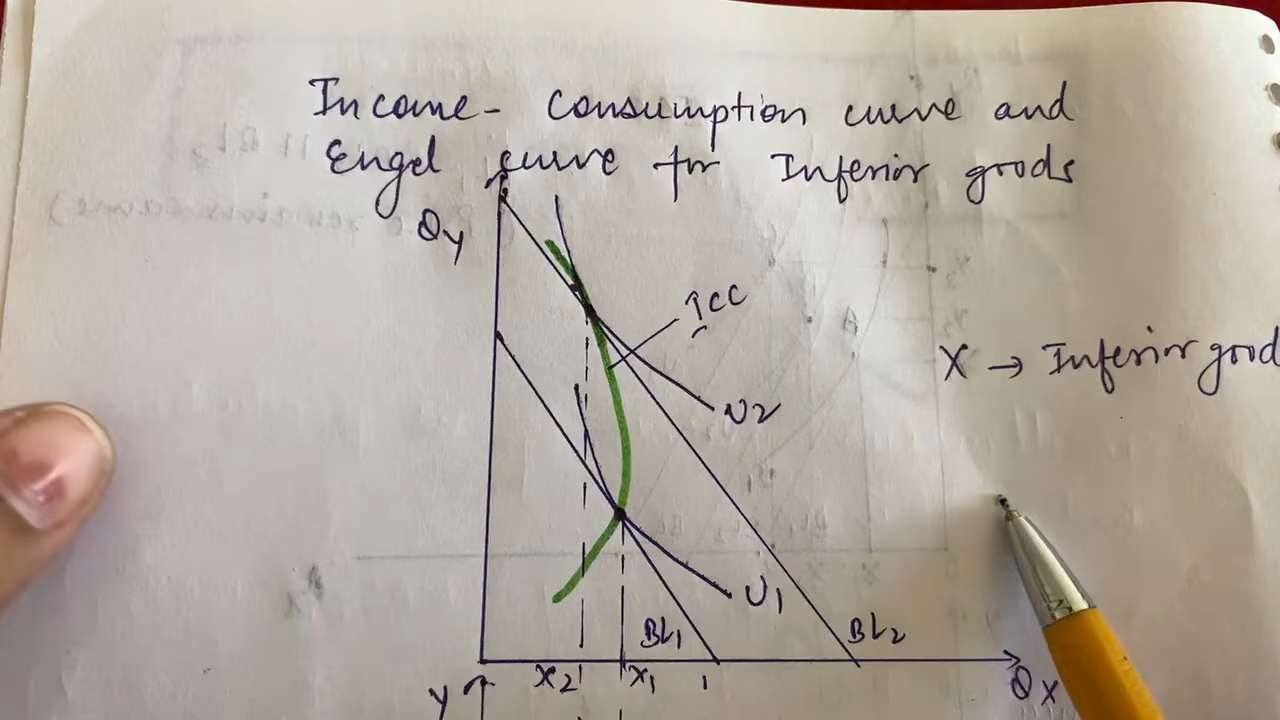 Income - Consumption curve and
Engel curve for Inferior goods
Qy
ICC
X → Inferior good
U2
U1
BL1
BL2
X2
X1
Qx
y